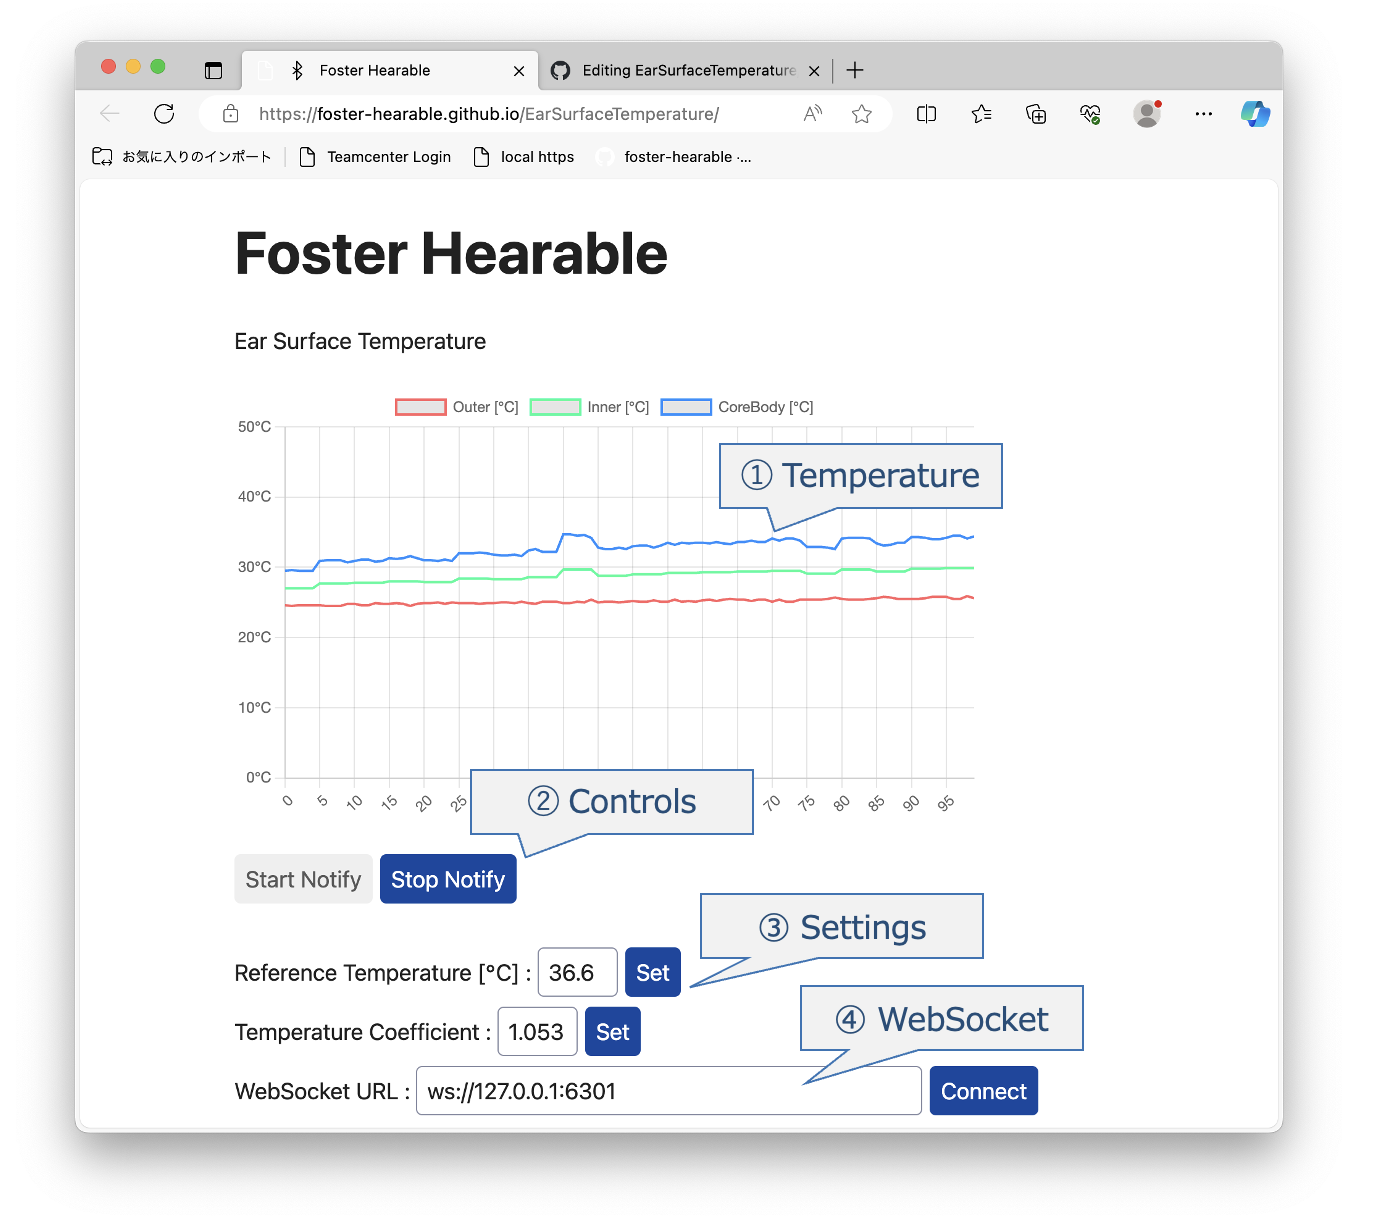 Foster Hearable
Editing EarSurfaceTemperature
https://foster-hearable.github.io/EarSurfaceTemperature/
お気に入りのインポート
Teamcenter Login
local https
foster-hearable -...
Foster Hearable
Ear Surface Temperature
Outer [°C] Inner [°C] CoreBody [°C]
50°C
① Temperature
40°C
30°C
20°C
10°C
0°C
0 5 10 15 20 25 70 75 80 85 90 95
② Controls
Start Notify Stop Notify
③ Settings
Reference Temperature [°C] : 36.6 Set
④ WebSocket
Temperature Coefficient : 1.053 Set
WebSocket URL : ws://127.0.0.1:6301 Connect